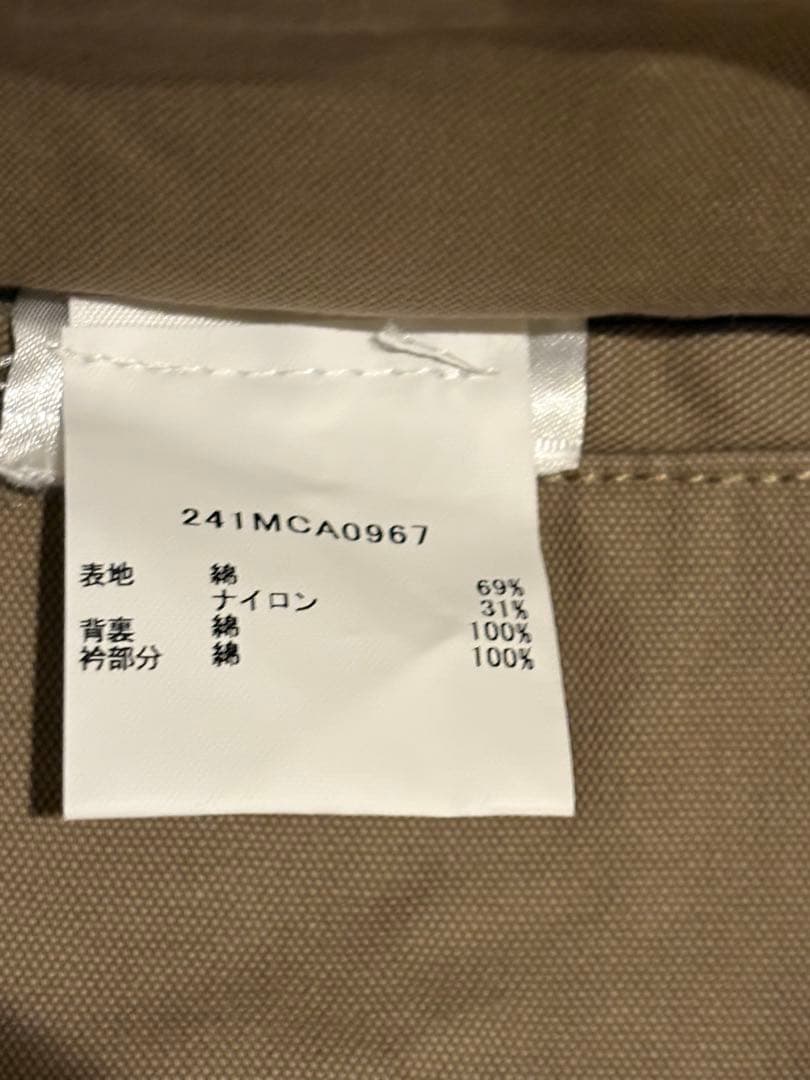 241MCA0967
表地 綿 69%
ナイロン 31%
背裏 綿 100%
衿部分 綿 100%